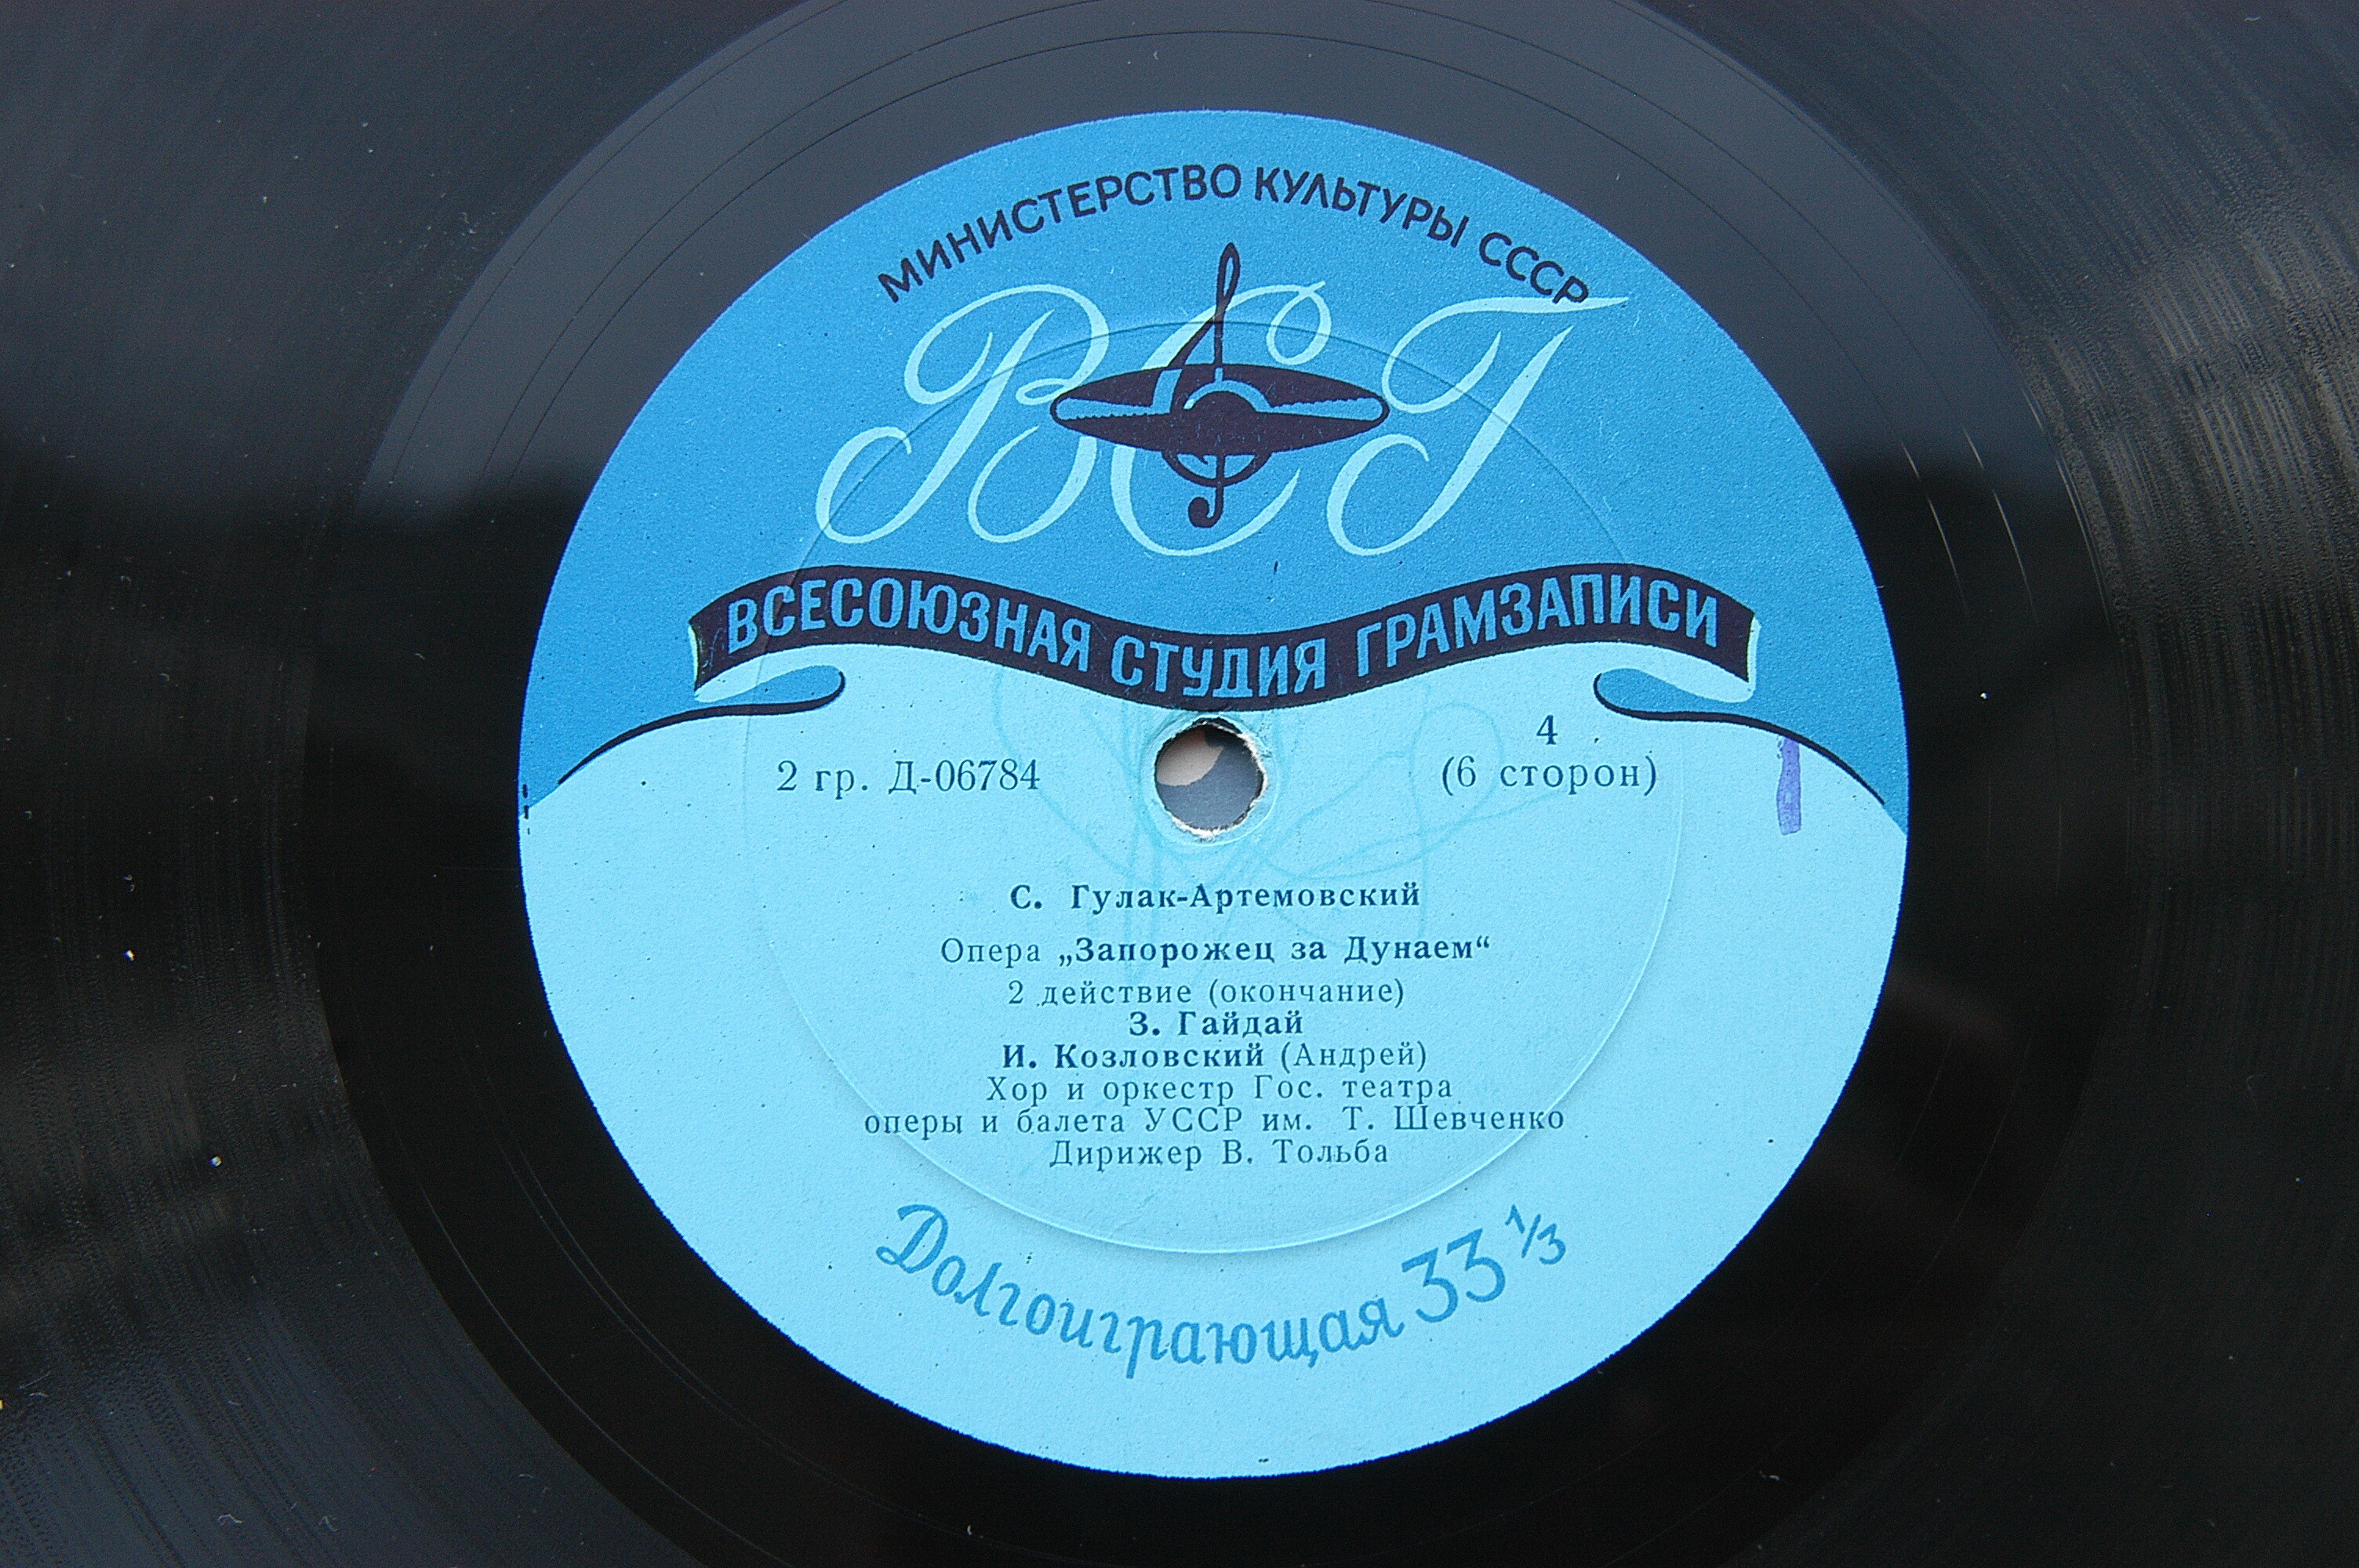 МИНИСТЕРСТВО КУЛЬТУРЫ СССР
ВСГ
ВСЕСОЮЗНАЯ СТУДИЯ ГРАМЗАПИСИ
4
2 гр. Д-06784 (6 сторон)
С. Гулак-Артемовский
Опера „Запорожец за Дунаем“
2 действие (окончание)
З. Гайдай
И. Козловский (Андрей)
Хор и оркестр Гос. театра
оперы и балета УССР им. Т. Шевченко
Дирижер В. Тольба
Долгоиграющая 33 1/3